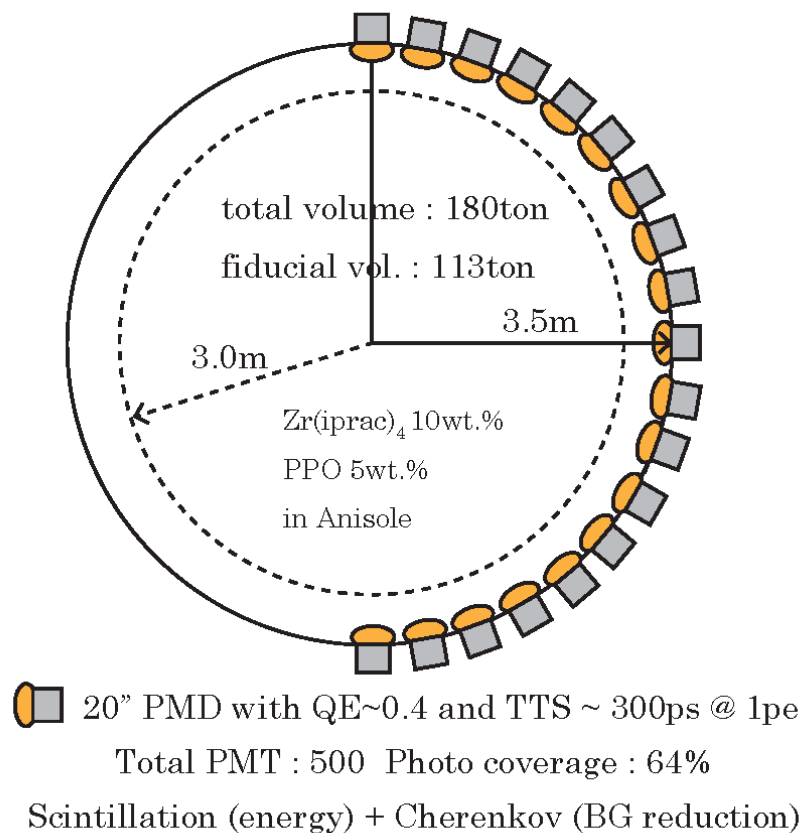 total volume : 180ton
fiducial vol. : 113ton
3.5m
3.0m
Zr(iprac)₄ 10wt.%
PPO 5wt.%
in Anisole
20” PMD with QE~0.4 and TTS ~ 300ps @ 1pe
Total PMT : 500 Photo coverage : 64%
Scintillation (energy) + Cherenkov (BG reduction)